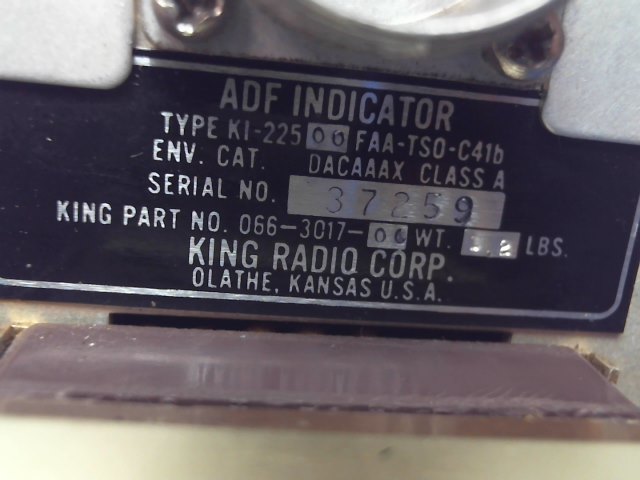 ADF INDICATOR
TYPE KI-225 00 FAA-TSO-C41b
ENV. CAT. DACAAAX CLASS A
SERIAL NO. 37259
KING PART NO. 066-3017-00 WT. LBS.
KING RADIO CORP.
OLATHE, KANSAS U.S.A.